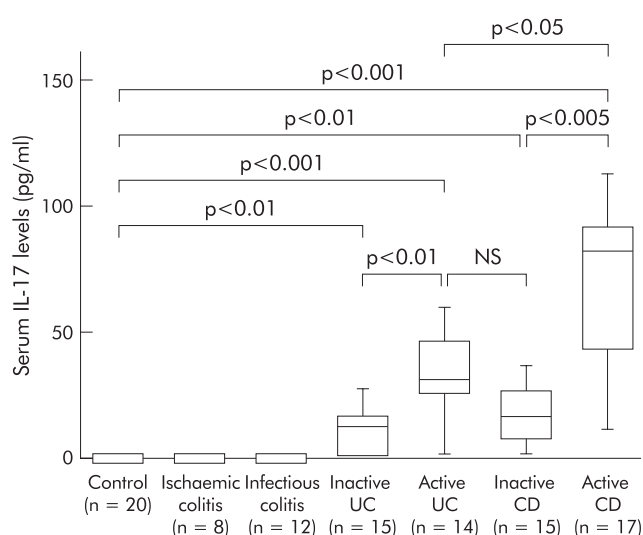 p<0.05
p<0.001
p<0.01
p<0.005
p<0.001
p<0.01
p<0.01
NS
150
100
50
0
Serum IL-17 levels (pg/ml)
Control
(n = 20)
Ischaemic
colitis
(n = 8)
Infectious
colitis
(n = 12)
Inactive
UC
(n = 15)
Active
UC
(n = 14)
Inactive
CD
(n = 15)
Active
CD
(n = 17)